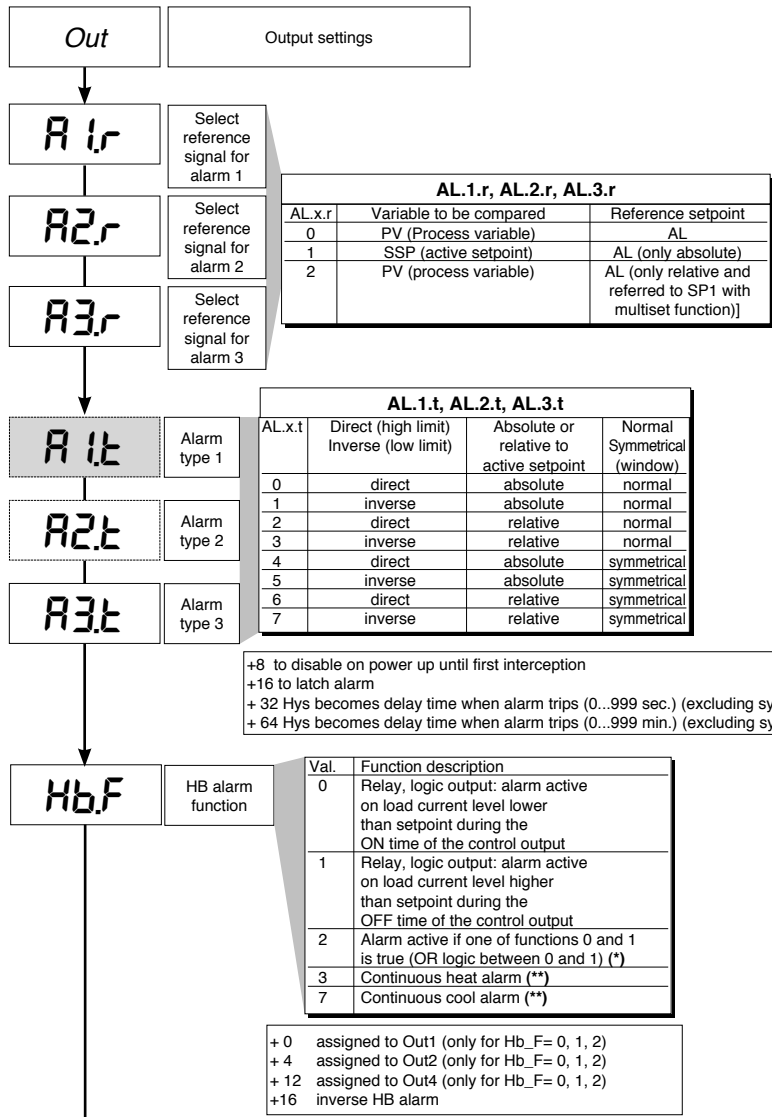 Out
Output settings
A1.r
Select
reference
signal for
alarm 1
A2.r
Select
reference
signal for
alarm 2
A3.r
Select
reference
signal for
alarm 3
AL.1.r, AL.2.r, AL.3.r
AL.x.r Variable to be compared Reference setpoint
0 PV (Process variable) AL
1 SSP (active setpoint) AL (only absolute)
2 PV (process variable) AL (only relative and
referred to SP1 with
multiset function)]
A1.t
Alarm
type 1
A2.t
Alarm
type 2
A3.t
Alarm
type 3
AL.1.t, AL.2.t, AL.3.t
AL.x.t Direct (high limit) Absolute or Normal
Inverse (low limit) relative to Symmetrical
active setpoint (window)
0 direct absolute normal
1 inverse absolute normal
2 direct relative normal
3 inverse relative normal
4 direct absolute symmetrical
5 inverse absolute symmetrical
6 direct relative symmetrical
7 inverse relative symmetrical
+8 to disable on power up until first interception
+16 to latch alarm
+ 32 Hys becomes delay time when alarm trips (0...999 sec.) (excluding sy
+ 64 Hys becomes delay time when alarm trips (0...999 min.) (excluding sy
Hb.F
HB alarm
function
Val. Function description
0 Relay, logic output: alarm active
on load current level lower
than setpoint during the
ON time of the control output
1 Relay, logic output: alarm active
on load current level higher
than setpoint during the
OFF time of the control output
2 Alarm active if one of functions 0 and 1
is true (OR logic between 0 and 1) (*)
3 Continuous heat alarm (**)
7 Continuous cool alarm (**)
+ 0 assigned to Out1 (only for Hb_F= 0, 1, 2)
+ 4 assigned to Out2 (only for Hb_F= 0, 1, 2)
+ 12 assigned to Out4 (only for Hb_F= 0, 1, 2)
+16 inverse HB alarm